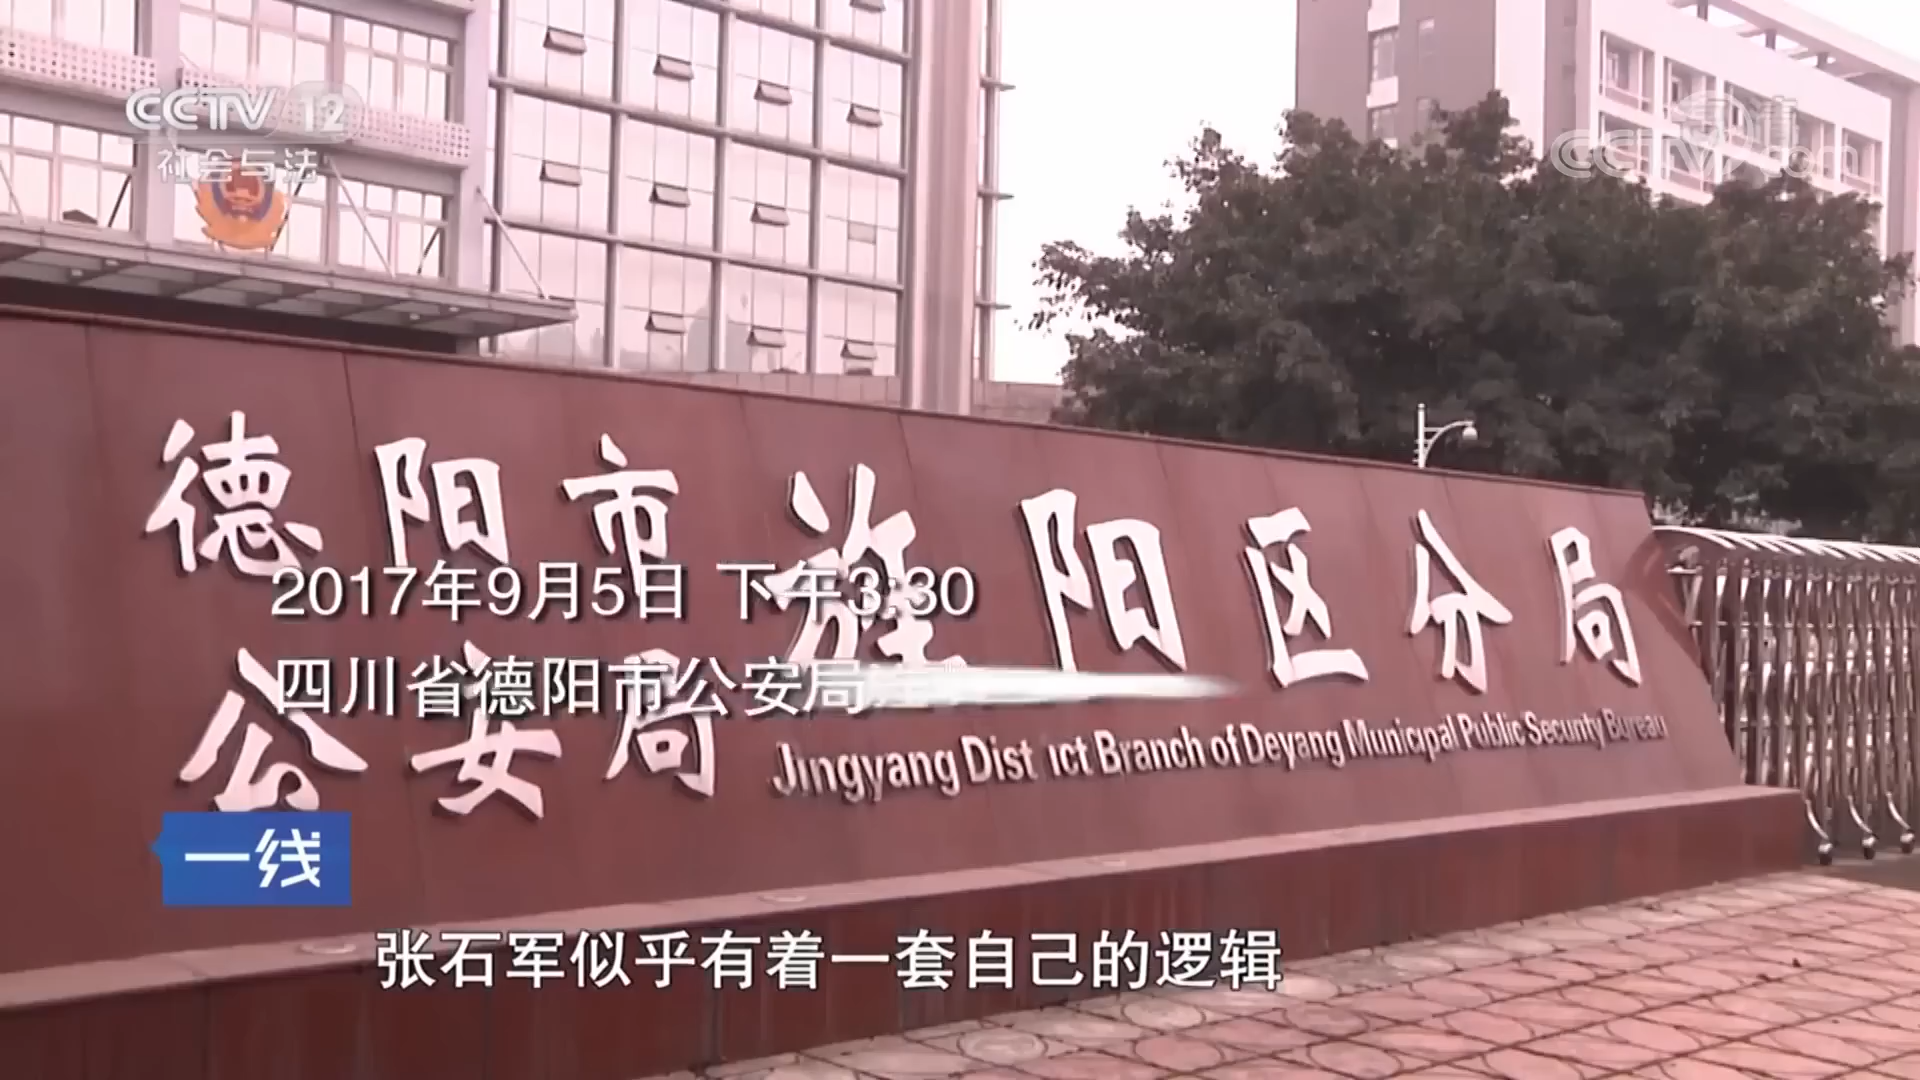 CCTV 12
社会与法
央视网
CCTV.com
德阳市旌阳区分局
公安局
Jingyang Dist ict Branch of Deyang Municipal Public Security Bureau
2017年9月5日 下午3:30
四川省德阳市公安局
一线
张石军似乎有着一套自己的逻辑